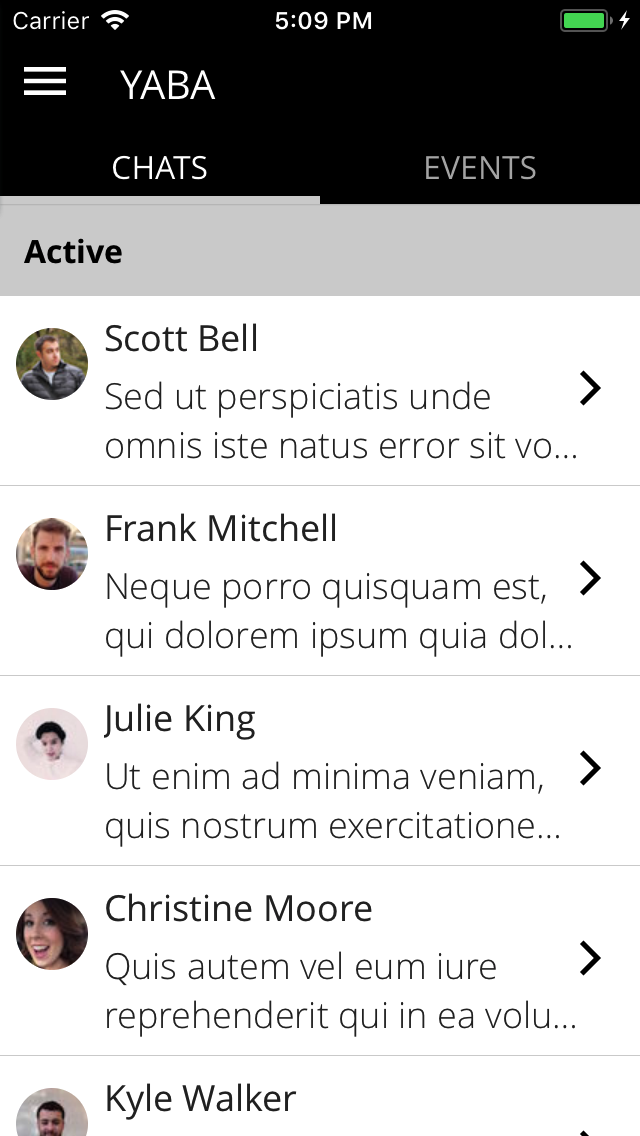 Carrier 5:09 PM
YABA
CHATS EVENTS
Active
Scott Bell
Sed ut perspiciatis unde
omnis iste natus error sit vo...
Frank Mitchell
Neque porro quisquam est,
qui dolorem ipsum quia dol...
Julie King
Ut enim ad minima veniam,
quis nostrum exercitatione...
Christine Moore
Quis autem vel eum iure
reprehenderit qui in ea volu...
Kyle Walker